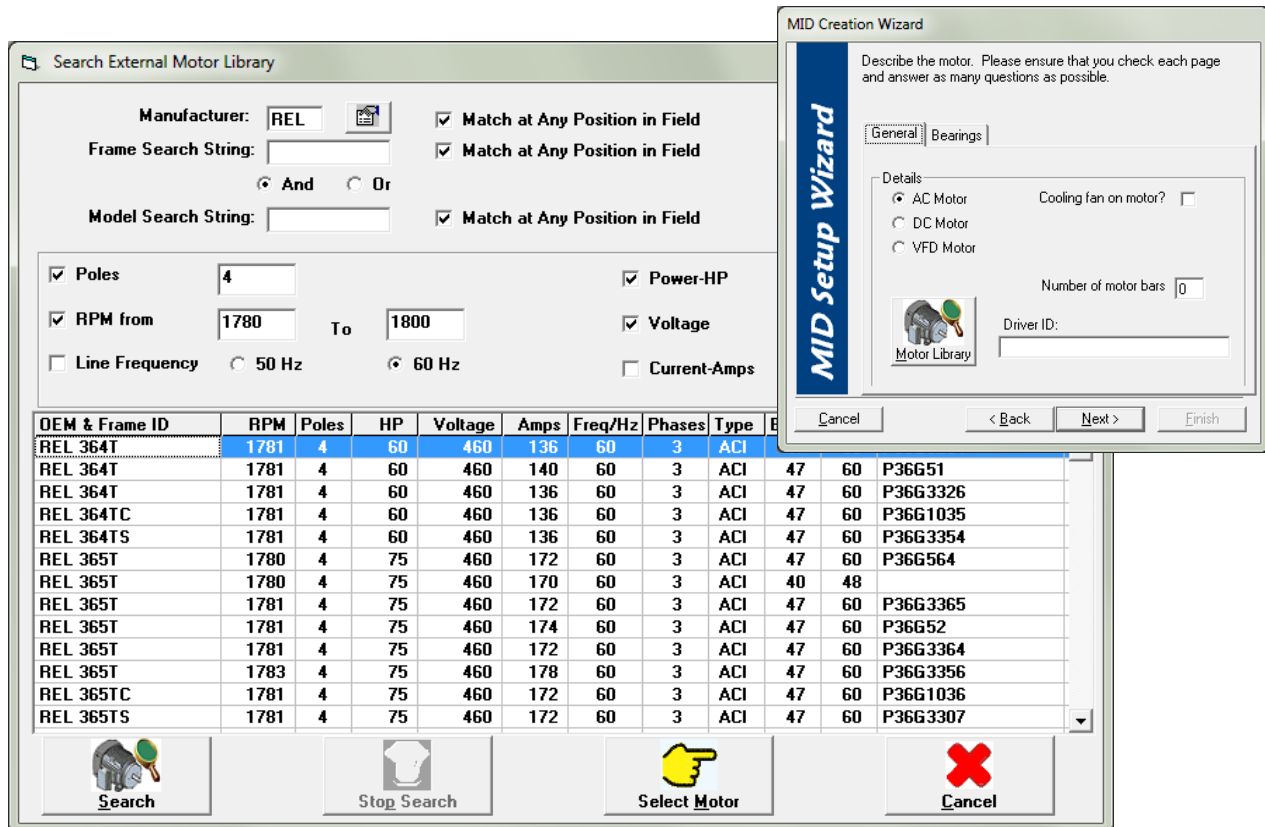 Search External Motor Library
Manufacturer: REL Match at Any Position in Field
Frame Search String: Match at Any Position in Field
And Or
Model Search String: Match at Any Position in Field
Poles 4 Power-HP
RPM from 1780 To 1800 Voltage
Line Frequency 50 Hz 60 Hz Current-Amps
OEM & Frame ID RPM Poles HP Voltage Amps Freq/Hz Phases Type
REL 364T 1781 4 60 460 136 60 3 ACI
REL 364T 1781 4 60 460 140 60 3 ACI 47 60 P36G51
REL 364T 1781 4 60 460 136 60 3 ACI 47 60 P36G3326
REL 364TC 1781 4 60 460 136 60 3 ACI 47 60 P36G1035
REL 364TS 1781 4 60 460 136 60 3 ACI 47 60 P36G3354
REL 365T 1780 4 75 460 172 60 3 ACI 47 60 P36G564
REL 365T 1780 4 75 460 170 60 3 ACI 40 48
REL 365T 1781 4 75 460 172 60 3 ACI 47 60 P36G3365
REL 365T 1781 4 75 460 174 60 3 ACI 47 60 P36G52
REL 365T 1781 4 75 460 172 60 3 ACI 47 60 P36G3364
REL 365T 1783 4 75 460 178 60 3 ACI 47 60 P36G3356
REL 365TC 1781 4 75 460 172 60 3 ACI 47 60 P36G1036
REL 365TS 1781 4 75 460 172 60 3 ACI 47 60 P36G3307
Search Stop Search Select Motor Cancel
MID Creation Wizard
MID Setup Wizard
Describe the motor. Please ensure that you check each page
and answer as many questions as possible.
General Bearings
Details
AC Motor Cooling fan on motor?
DC Motor
VFD Motor
Number of motor bars 0
Motor Library
Driver ID:
Cancel < Back Next > Finish